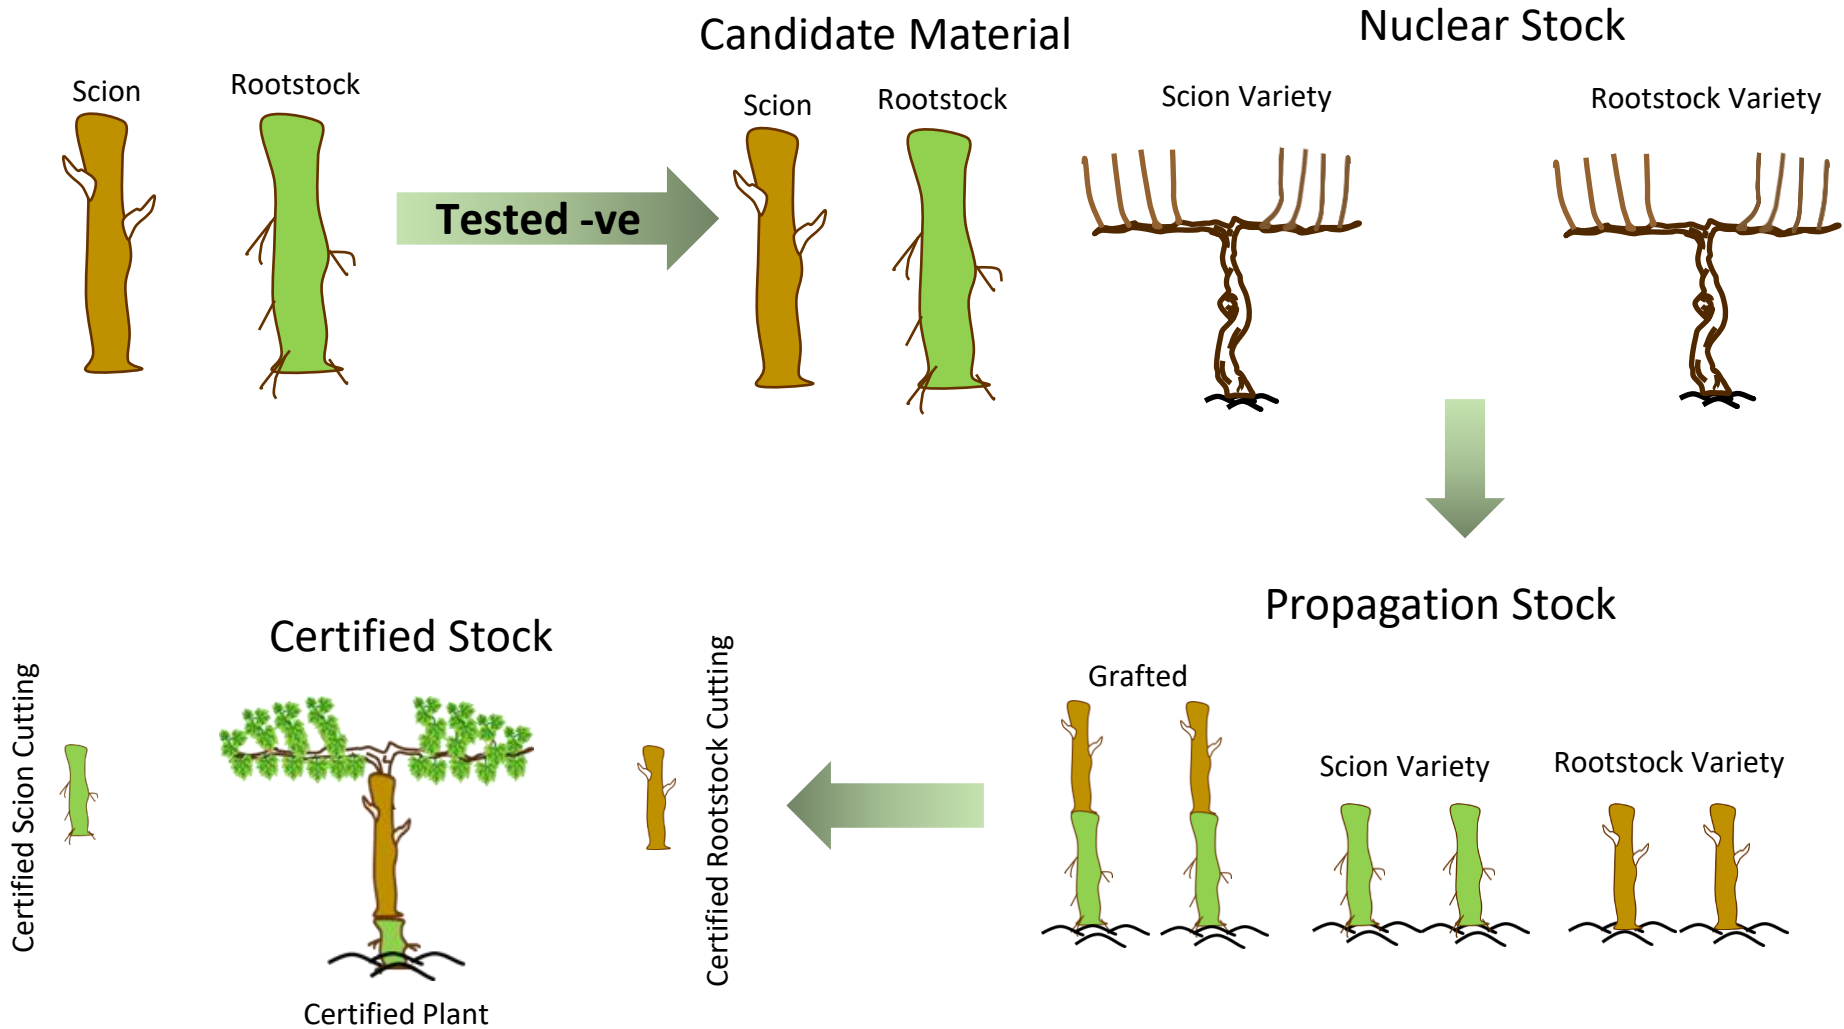 Candidate Material
Nuclear Stock
Scion
Rootstock
Scion
Rootstock
Scion Variety
Rootstock Variety
Tested -ve
Propagation Stock
Certified Stock
Certified Scion Cutting
Certified Rootstock Cutting
Grafted
Scion Variety
Rootstock Variety
Certified Plant